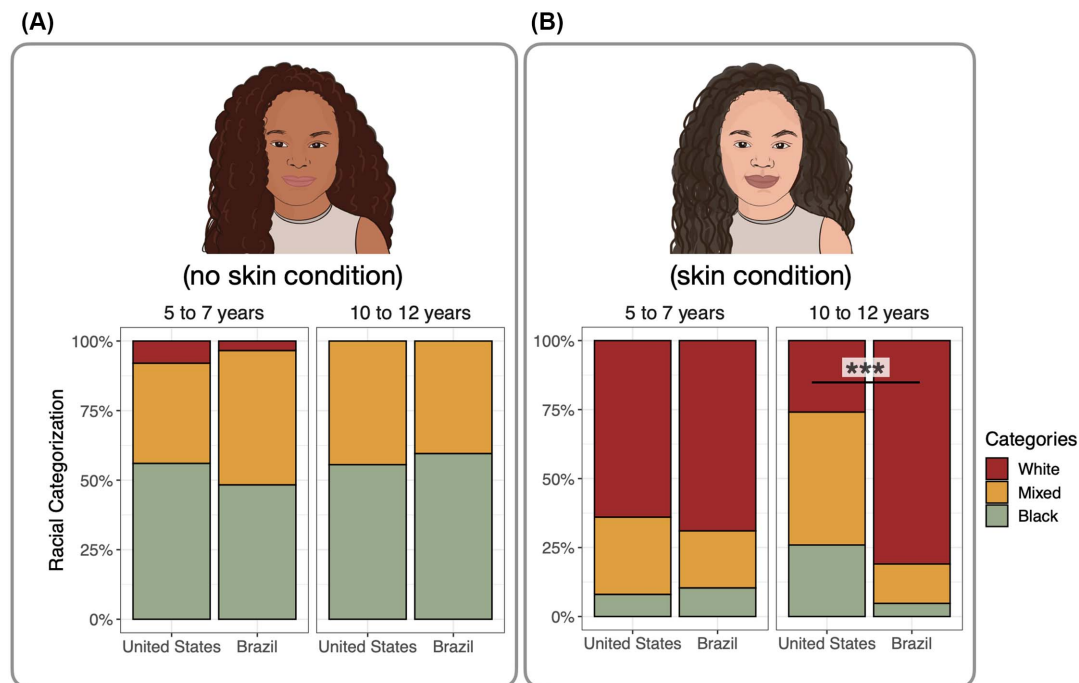 (A)
(no skin condition)
5 to 7 years
10 to 12 years
Racial Categorization
100%
75%
50%
25%
0%
United States
Brazil
United States
Brazil
(B)
(skin condition)
5 to 7 years
10 to 12 years
***
100%
75%
50%
25%
0%
United States
Brazil
United States
Brazil
Categories
White
Mixed
Black